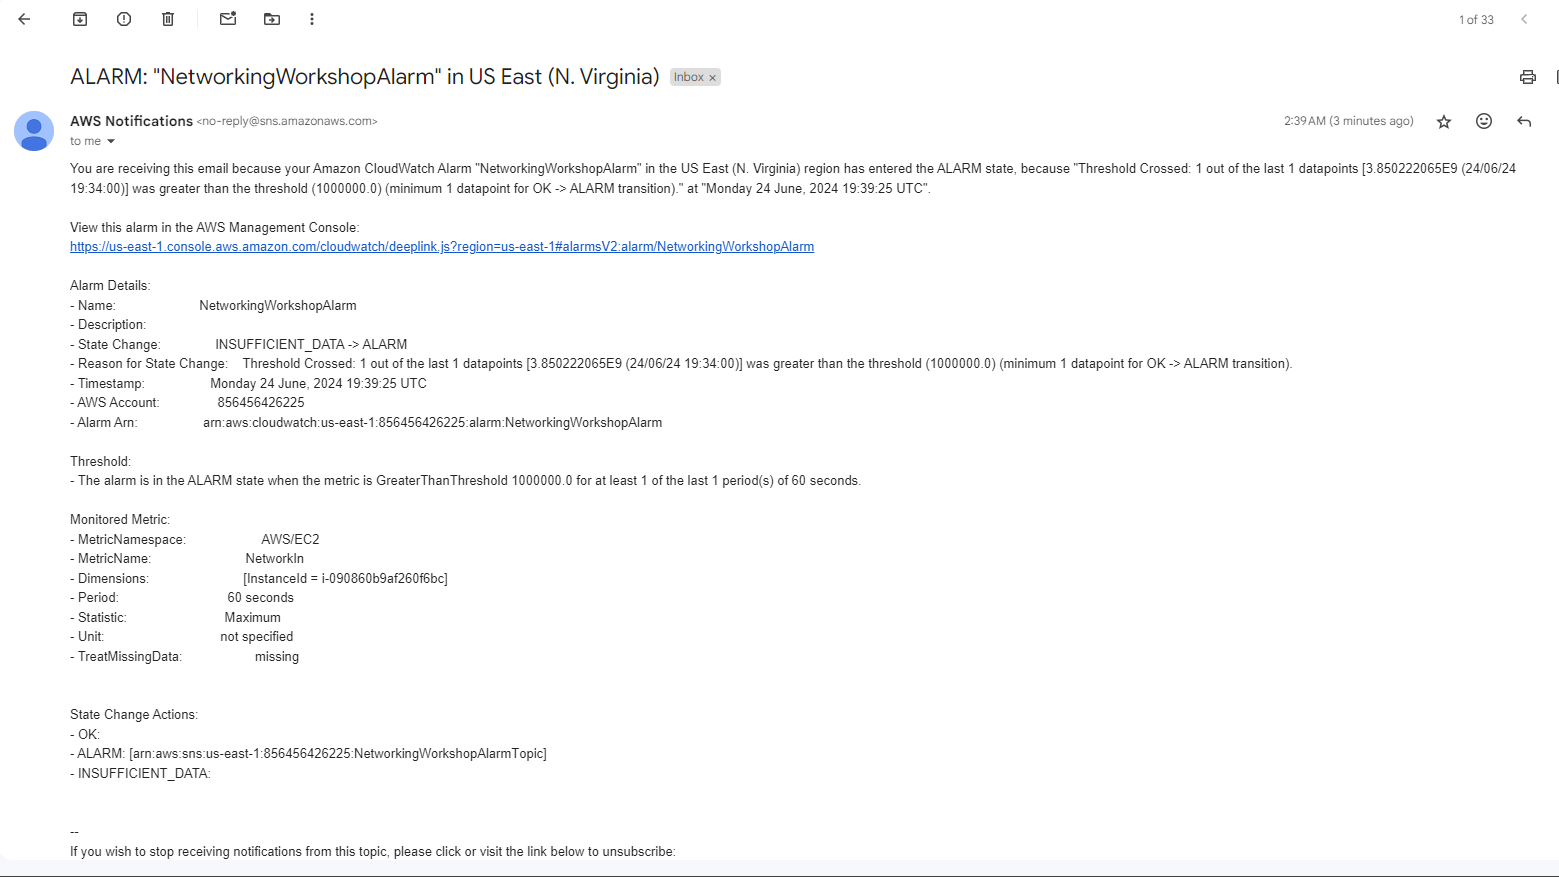 1 of 33
ALARM: "NetworkingWorkshopAlarm" in US East (N. Virginia) Inbox x
AWS Notifications <no-reply@sns.amazonaws.com> 2:39 AM (3 minutes ago)
to me
You are receiving this email because your Amazon CloudWatch Alarm "NetworkingWorkshopAlarm" in the US East (N. Virginia) region has entered the ALARM state, because "Threshold Crossed: 1 out of the last 1 datapoints [3.850222065E9 (24/06/24
19:34:00)] was greater than the threshold (1000000.0) (minimum 1 datapoint for OK -> ALARM transition)." at "Monday 24 June, 2024 19:39:25 UTC".
View this alarm in the AWS Management Console:
https://us-east-1.console.aws.amazon.com/cloudwatch/deeplink.js?region=us-east-1#alarmsV2:alarm/NetworkingWorkshopAlarm
Alarm Details:
- Name: NetworkingWorkshopAlarm
- Description:
- State Change: INSUFFICIENT_DATA -> ALARM
- Reason for State Change: Threshold Crossed: 1 out of the last 1 datapoints [3.850222065E9 (24/06/24 19:34:00)] was greater than the threshold (1000000.0) (minimum 1 datapoint for OK -> ALARM transition).
- Timestamp: Monday 24 June, 2024 19:39:25 UTC
- AWS Account: 856456426225
- Alarm Arn: arn:aws:cloudwatch:us-east-1:856456426225:alarm:NetworkingWorkshopAlarm
Threshold:
- The alarm is in the ALARM state when the metric is GreaterThanThreshold 1000000.0 for at least 1 of the last 1 period(s) of 60 seconds.
Monitored Metric:
- MetricNamespace: AWS/EC2
- MetricName: NetworkIn
- Dimensions: [InstanceId = i-090860b9af260f6bc]
- Period: 60 seconds
- Statistic: Maximum
- Unit: not specified
- TreatMissingData: missing
State Change Actions:
- OK:
- ALARM: [arn:aws:sns:us-east-1:856456426225:NetworkingWorkshopAlarmTopic]
- INSUFFICIENT_DATA:
--
If you wish to stop receiving notifications from this topic, please click or visit the link below to unsubscribe: